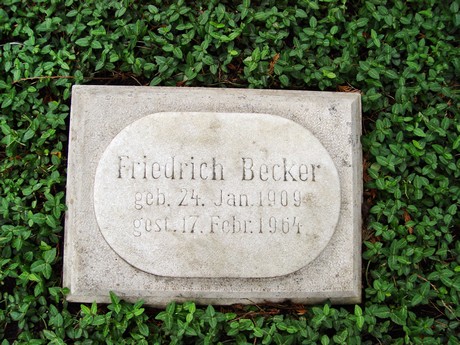 Friedrich Becker
geb. 24. Jan. 1909
gest. 17. Febr. 1964